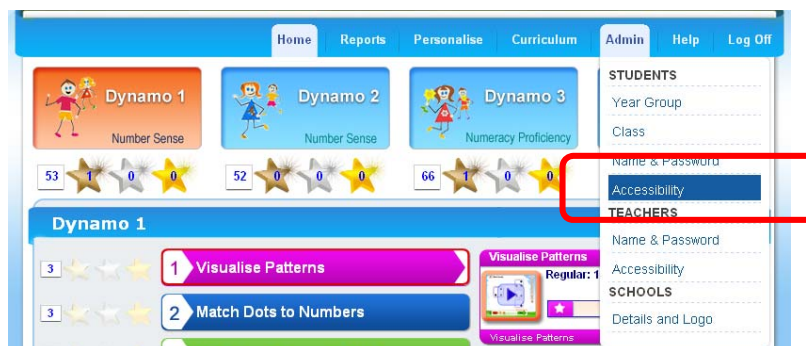 Home Reports Personalise Curriculum Admin Help Log Off
Dynamo 1
Number Sense
Dynamo 2
Number Sense
Dynamo 3
Numeracy Proficiency
53 1 0 0
52 0 0 0
66 1 0 0
STUDENTS
Year Group
Class
Name & Password
Accessibility
TEACHERS
Name & Password
Accessibility
SCHOOLS
Details and Logo
Dynamo 1
3
1 Visualise Patterns
3
2 Match Dots to Numbers
Visualise Patterns
Regular: 1
Visualise Patterns